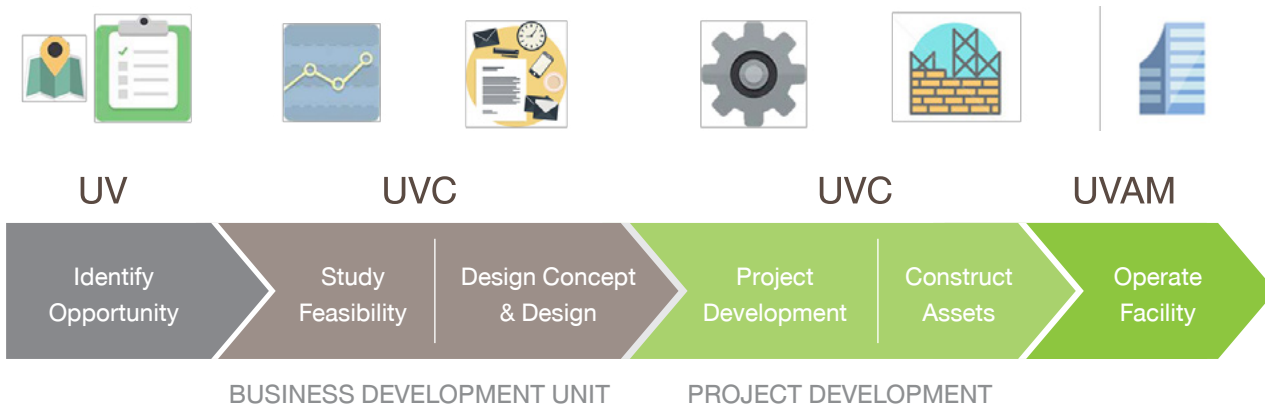 UV
UVC
UVC
UVAM
Identify
Opportunity
Study
Feasibility
Design Concept
& Design
Project
Development
Construct
Assets
Operate
Facility
BUSINESS DEVELOPMENT UNIT
PROJECT DEVELOPMENT